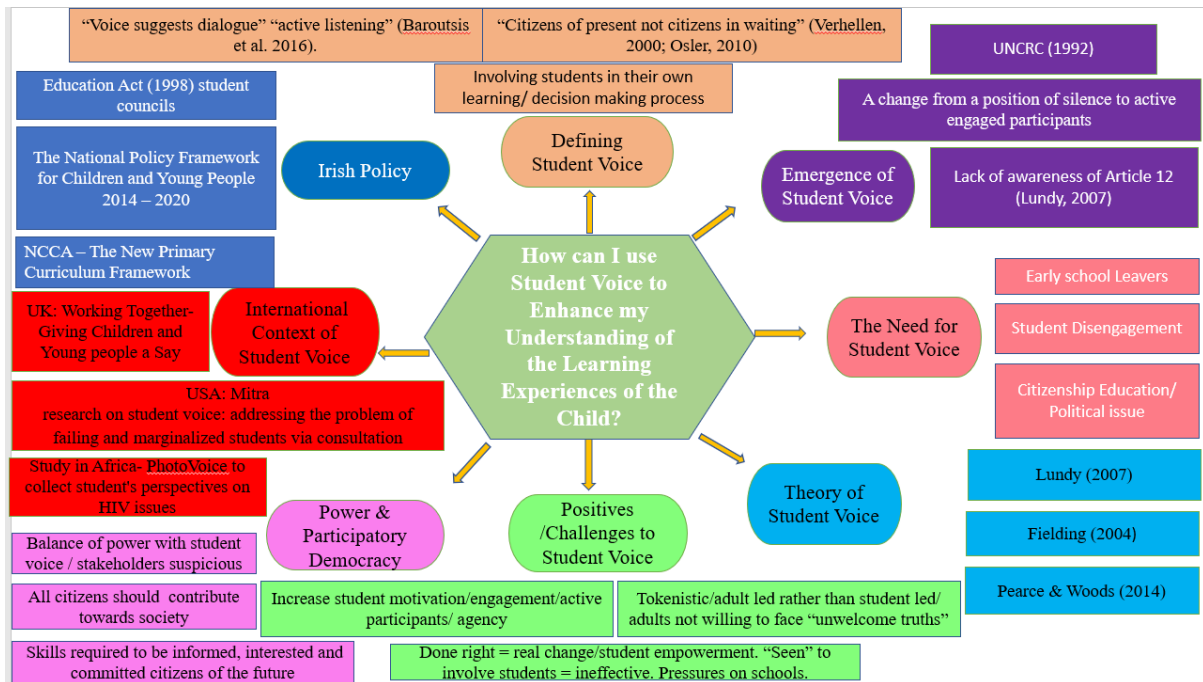 “Voice suggests dialogue” “active listening” (Baroutsis
et al. 2016).
“Citizens of present not citizens in waiting” (Verhellen,
2000; Osler, 2010)
Involving students in their own
learning/ decision making process
Defining
Student Voice
UNCRC (1992)
A change from a position of silence to active
engaged participants
Lack of awareness of Article 12
(Lundy, 2007)
Emergence of
Student Voice
Education Act (1998) student
councils
The National Policy Framework
for Children and Young People
2014 – 2020
NCCA – The New Primary
Curriculum Framework
Irish Policy
How can I use
Student Voice to
Enhance my
Understanding of
the Learning
Experiences of the
Child?
Early school Leavers
Student Disengagement
Citizenship Education/
Political issue
The Need for
Student Voice
UK: Working Together-
Giving Children and
Young people a Say
International
Context of
Student Voice
USA: Mitra
research on student voice: addressing the problem of
failing and marginalized students via consultation
Study in Africa- PhotoVoice to
collect student's perspectives on
HIV issues
Theory of
Student Voice
Lundy (2007)
Fielding (2004)
Pearce & Woods (2014)
Power &
Participatory
Democracy
Balance of power with student
voice / stakeholders suspicious
All citizens should contribute
towards society
Skills required to be informed, interested and
committed citizens of the future
Positives
/Challenges to
Student Voice
Increase student motivation/engagement/active
participants/ agency
Tokenistic/adult led rather than student led/
adults not willing to face “unwelcome truths”
Done right = real change/student empowerment. “Seen” to
involve students = ineffective. Pressures on schools.